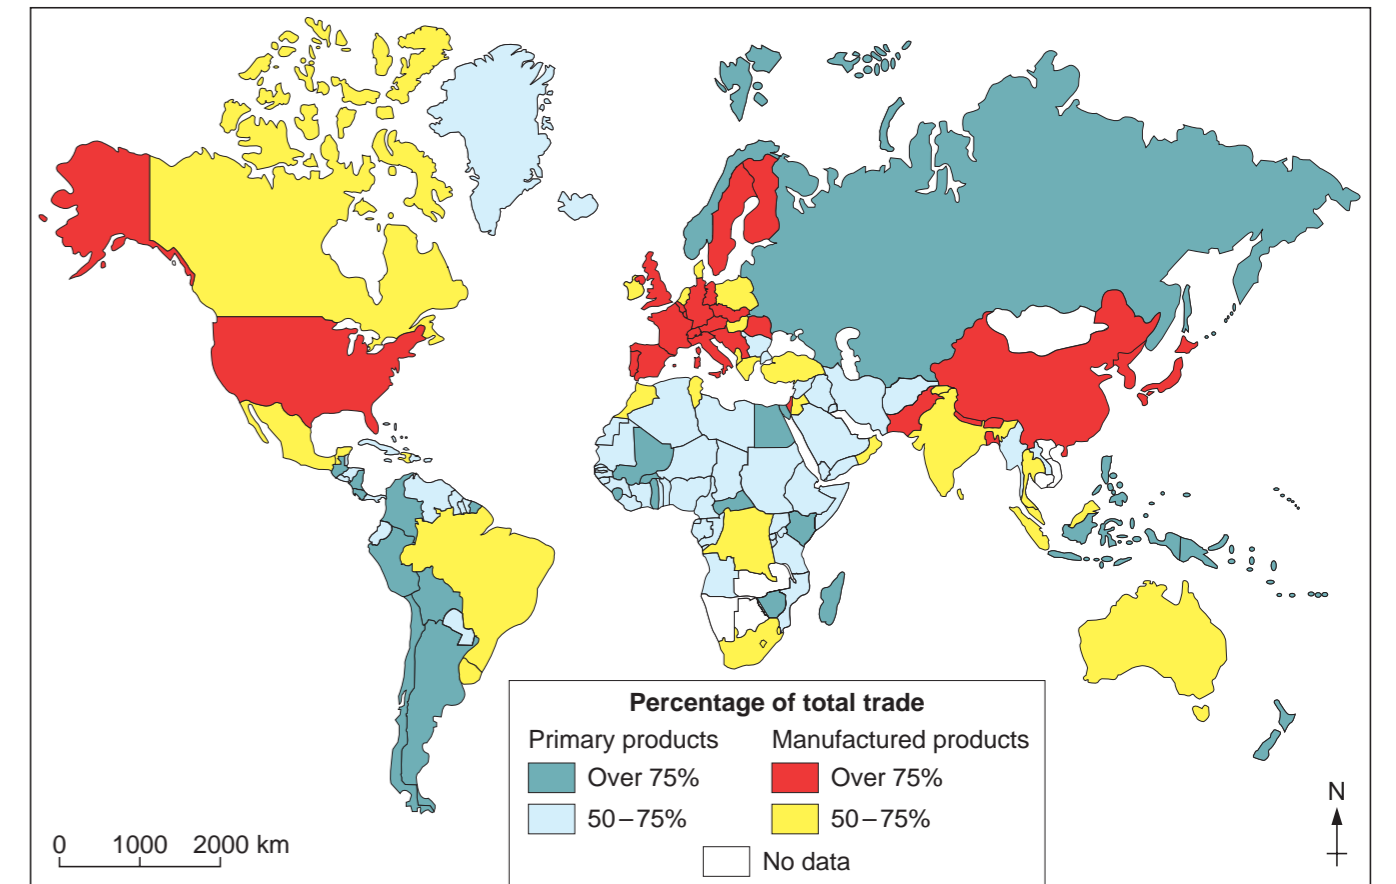 Percentage of total trade
Primary products Manufactured products
Over 75% Over 75%
50–75% 50–75%
No data
0 1000 2000 km
N